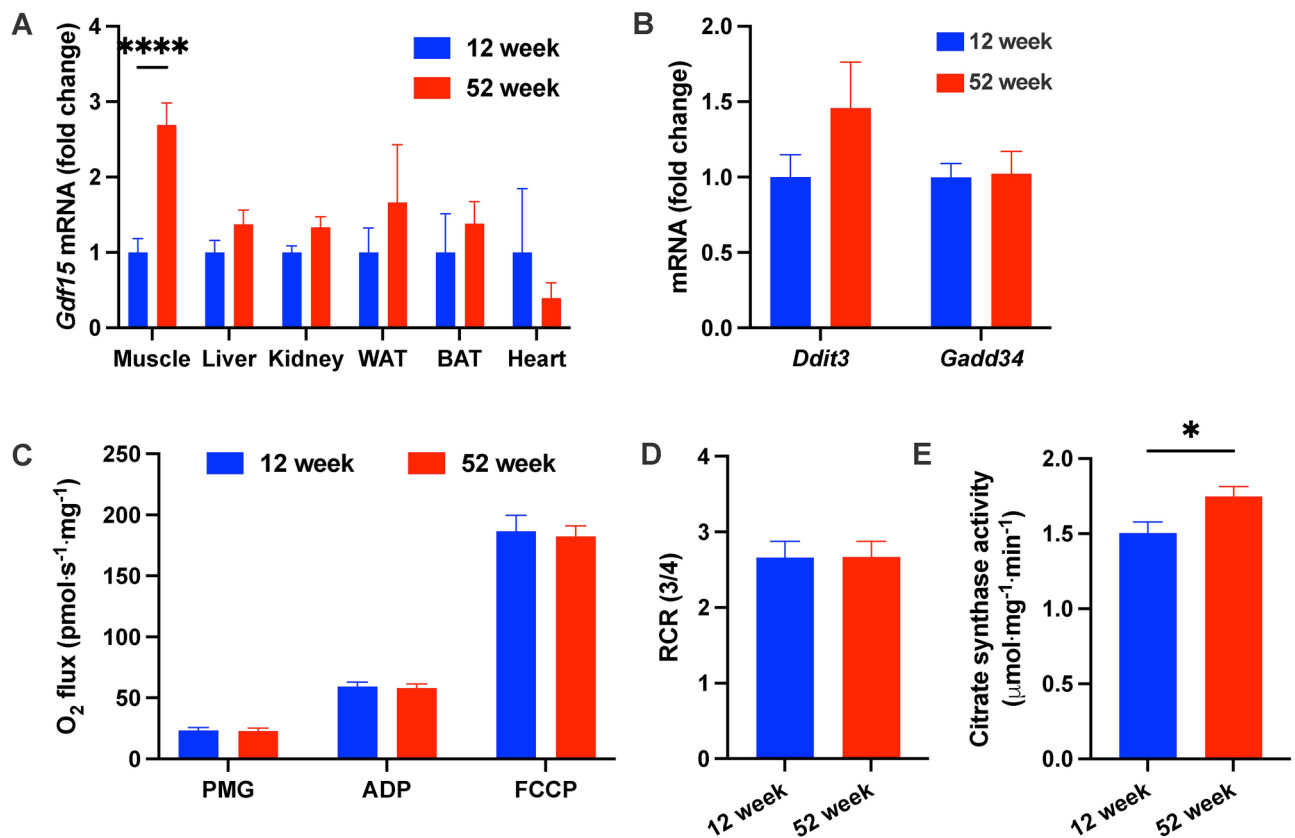 A
Gdf15 mRNA (fold change)
4
3
2
1
0
****
12 week
52 week
Muscle Liver Kidney WAT BAT Heart
B
mRNA (fold change)
2.0
1.5
1.0
0.5
0.0
12 week
52 week
Ddit3 Gadd34
C
O₂ flux (pmol·s⁻¹·mg⁻¹)
250
200
150
100
50
0
12 week 52 week
PMG ADP FCCP
D
RCR (3/4)
4
3
2
1
0
12 week 52 week
E
Citrate synthase activity
(μmol·mg⁻¹·min⁻¹)
2.0
1.5
1.0
0.5
0.0
*
12 week 52 week